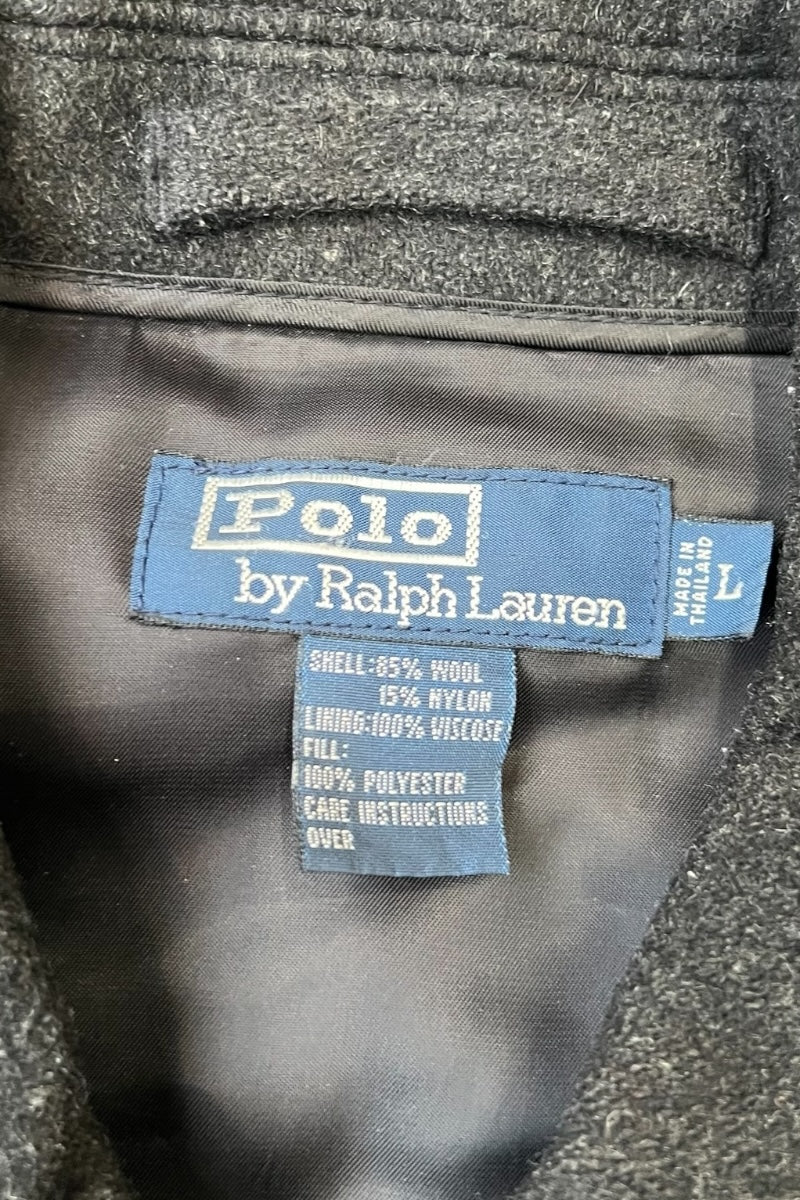 Polo
by Ralph Lauren
MADE IN
THAILAND
L
SHELL:85% WOOL
15% NYLON
LINING:100% VISCOSE
FILL:
100% POLYESTER
CARE INSTRUCTIONS
OVER